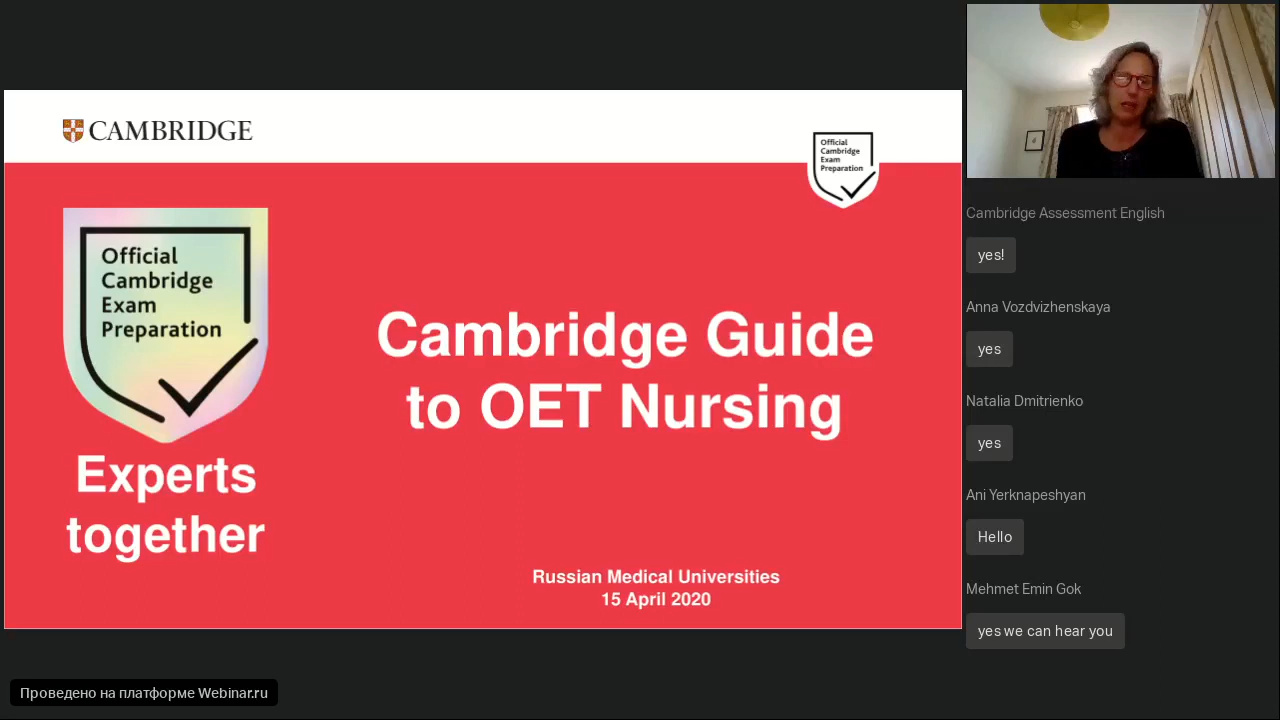 CAMBRIDGE
Official
Cambridge
Exam
Preparation
Official
Cambridge
Exam
Preparation
Experts
together
Cambridge Guide
to OET Nursing
Russian Medical Universities
15 April 2020
Cambridge Assessment English
yes!
Anna Vozdvizhenskaya
yes
Natalia Dmitrienko
yes
Ani Yerknapeshyan
Hello
Mehmet Emin Gok
yes we can hear you
Проведено на платформе Webinar.ru